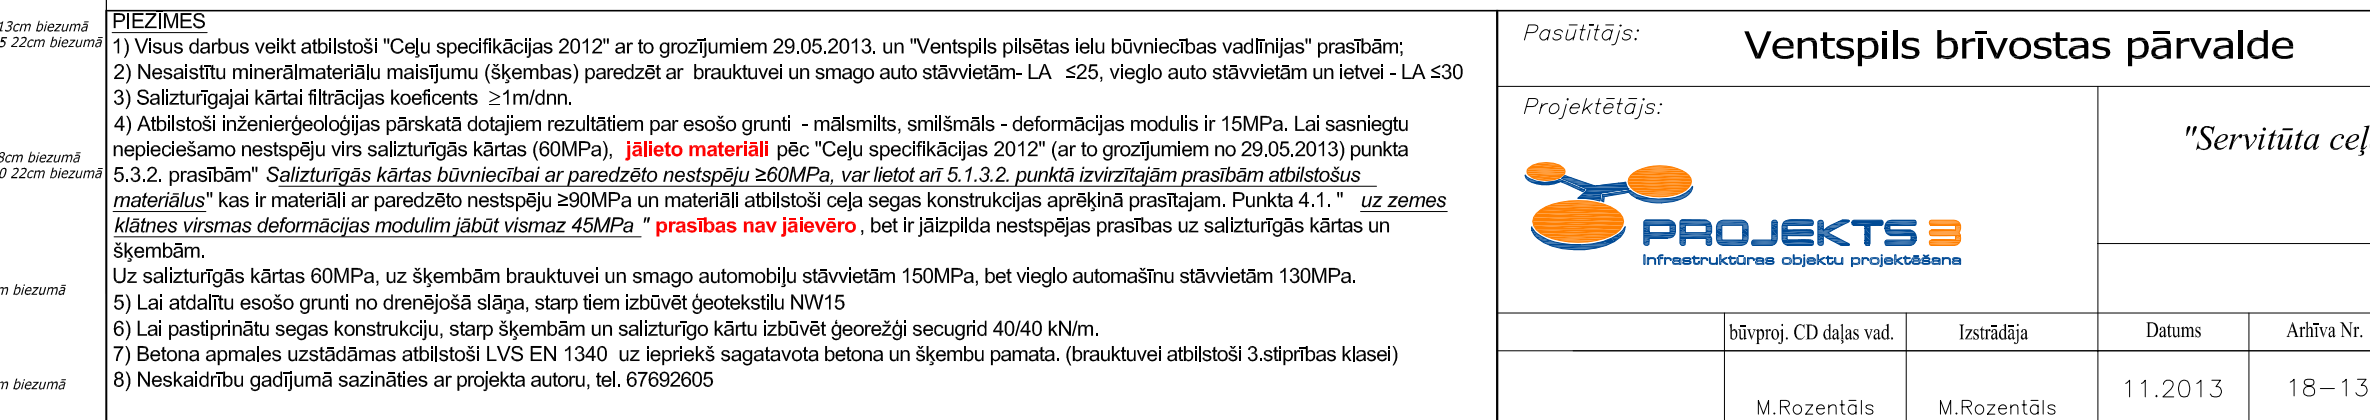 13cm biezumā
5 22cm biezumā
8cm biezumā
0 22cm biezumā
m biezumā
m biezumā
PIEZĪMES
1) Visus darbus veikt atbilstoši "Ceļu specifikācijas 2012" ar to grozījumiem 29.05.2013. un "Ventspils pilsētas ielu būvniecības vadlīnijas" prasībām;
2) Nesaistītu minerālmateriālu maisījumu (šķembas) paredzēt ar brauktuvei un smago auto stāvvietām- LA ≤25, vieglo auto stāvvietām un ietvei - LA ≤30
3) Salizturīgajai kārtai filtrācijas koeficents ≥1m/dnn.
4) Atbilstoši inženierģeoloģijas pārskatā dotajiem rezultātiem par esošo grunti - mālsmilts, smilšmāls - deformācijas modulis ir 15MPa. Lai sasniegtu
nepieciešamo nestspēju virs salizturīgās kārtas (60MPa), jālieto materiāli pēc "Ceļu specifikācijas 2012" (ar to grozījumiem no 29.05.2013) punkta
5.3.2. prasībām" Salizturīgās kārtas būvniecībai ar paredzēto nestspēju ≥60MPa, var lietot arī 5.1.3.2. punktā izvirzītajām prasībām atbilstošus
materiālus" kas ir materiāli ar paredzēto nestspēju ≥90MPa un materiāli atbilstoši ceļa segas konstrukcijas aprēķinā prasītajam. Punkta 4.1. " uz zemes
klātnes virsmas deformācijas modulim jābūt vismaz 45MPa " prasības nav jāievēro , bet ir jāizpilda nestspējas prasības uz salizturīgās kārtas un
šķembām.
Uz salizturīgās kārtas 60MPa, uz šķembām brauktuvei un smago automobiļu stāvvietām 150MPa, bet vieglo automašīnu stāvvietām 130MPa.
5) Lai atdalītu esošo grunti no drenējošā slāņa, starp tiem izbūvēt ģeotekstilu NW15
6) Lai pastiprinātu segas konstrukciju, starp šķembām un salizturīgo kārtu izbūvēt ģeorežģi secugrid 40/40 kN/m.
7) Betona apmales uzstādāmas atbilstoši LVS EN 1340 uz iepriekš sagatavota betona un šķembu pamata. (brauktuvei atbilstoši 3.stiprības klasei)
8) Neskaidrību gadījumā sazināties ar projekta autoru, tel. 67692605
Pasūtītājs:
Ventspils brīvostas pārvalde
Projektētājs:
PROJEKTS 3
Infrastruktūras objektu projektēšana
"Servitūta ceļ
būvproj. CD daļas vad.
Izstrādāja
Datums
Arhīva Nr.
M.Rozentāls
M.Rozentāls
11.2013
18-13